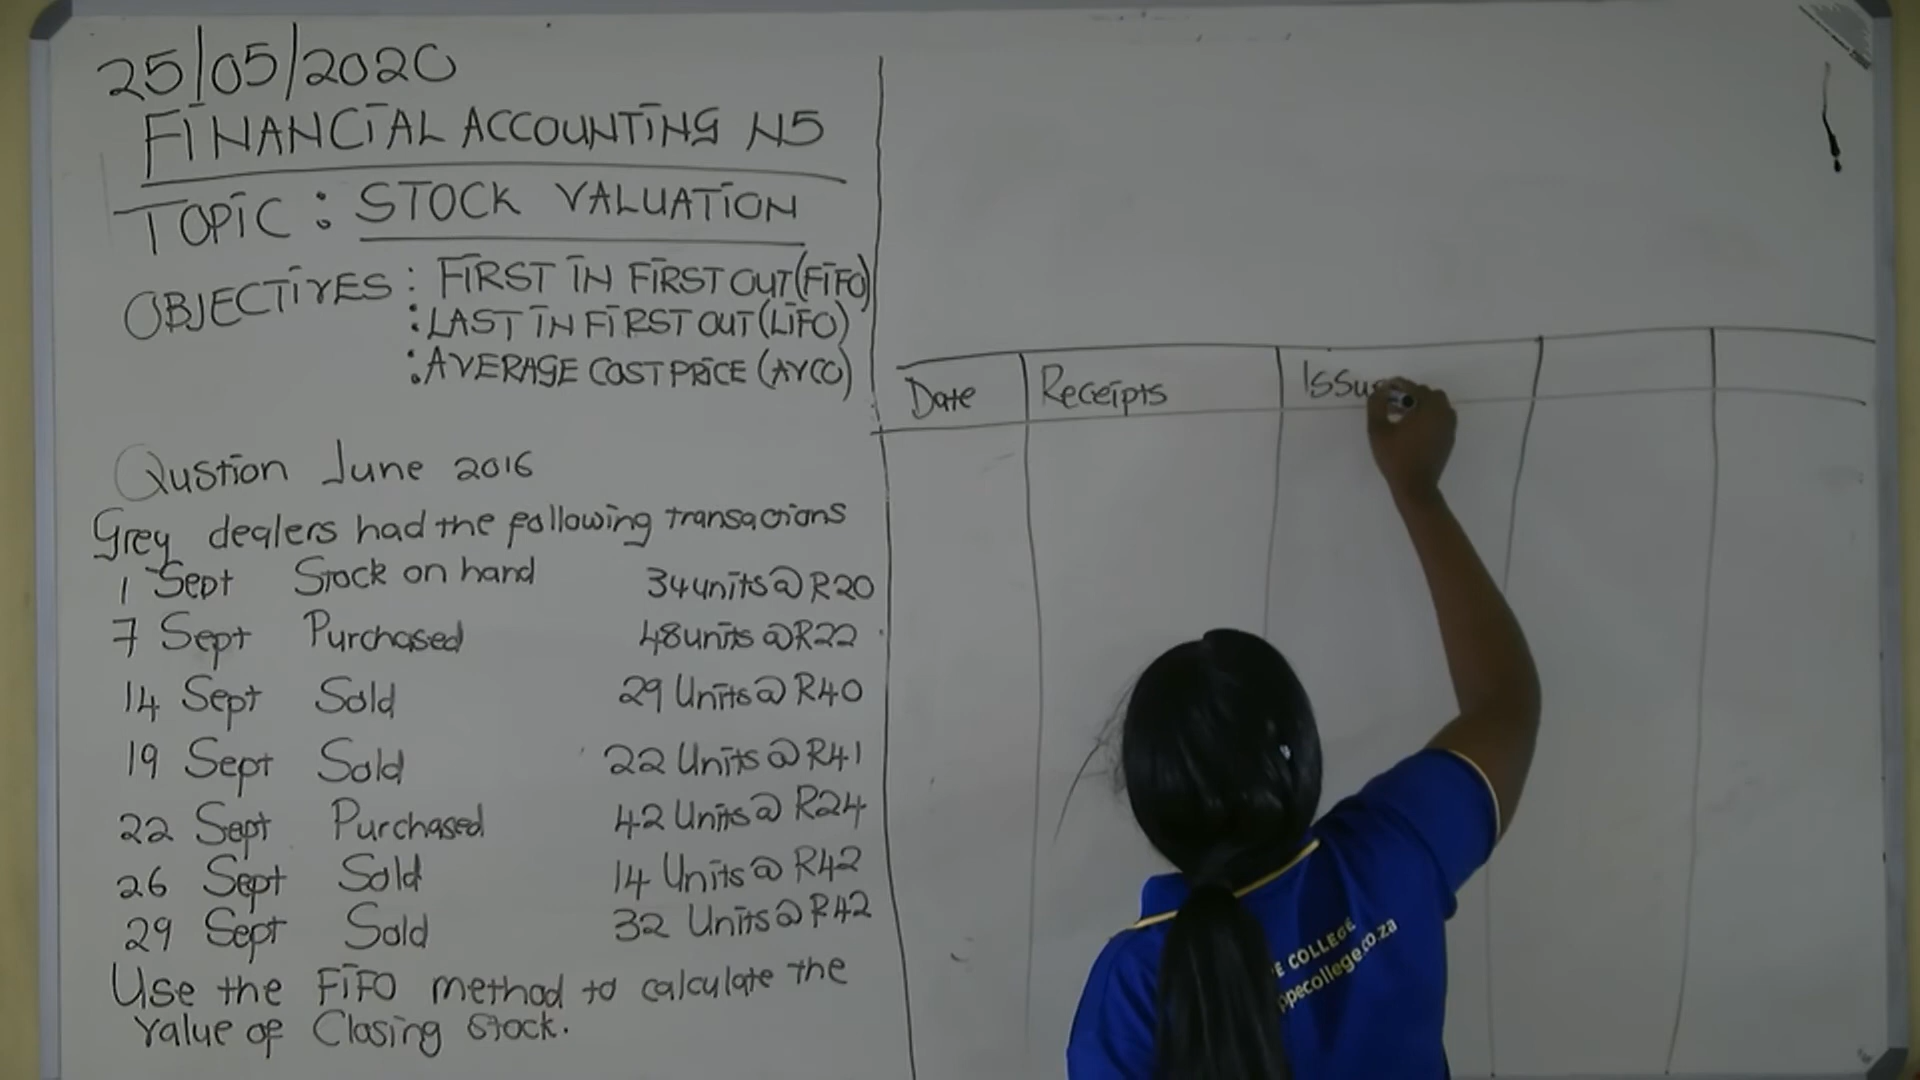 25/05/2020
FINANCIAL ACCOUNTING N5
TOPIC : STOCK VALUATION
OBJECTIVES : FIRST IN FIRST OUT (FIFO)
: LAST IN FIRST OUT (LIFO)
: AVERAGE COST PRICE (AVCO)
Qustion June 2016
Grey dealers had the following transactions
1 Sept Stock on hand 34 units @ R20
7 Sept Purchased 48 units @ R22
14 Sept Sold 29 Units @ R40
19 Sept Sold 22 Units @ R41
22 Sept Purchased 42 Units @ R24
26 Sept Sold 14 Units @ R42
29 Sept Sold 32 Units @ R42
Use the FIFO method to calculate the
value of Closing Stock.
Date Receipts Issu
E COLLEGE
ppecollege.co.za